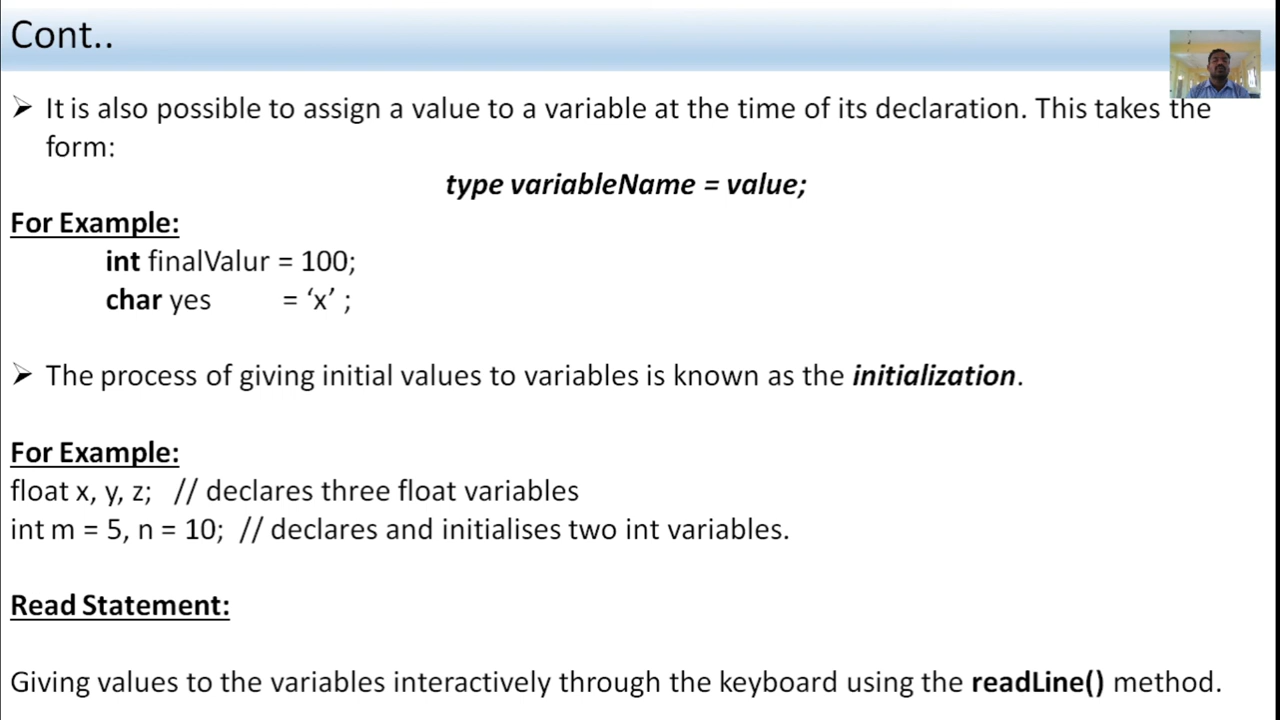 Cont..
➢ It is also possible to assign a value to a variable at the time of its declaration. This takes the
form:
type variableName = value;
For Example:
int finalValur = 100;
char yes = ‘x’ ;
➢ The process of giving initial values to variables is known as the initialization.
For Example:
float x, y, z; // declares three float variables
int m = 5, n = 10; // declares and initialises two int variables.
Read Statement:
Giving values to the variables interactively through the keyboard using the readLine() method.